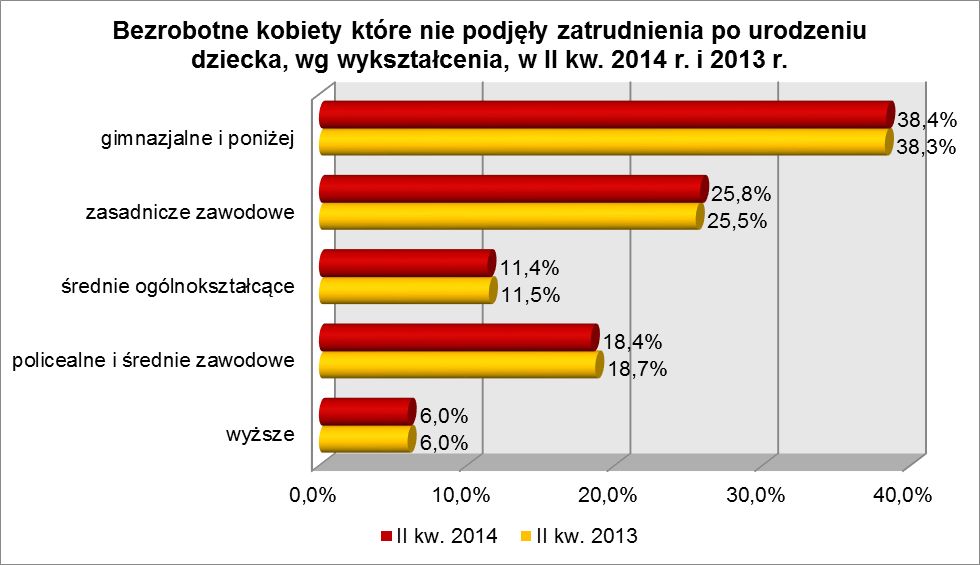 Bezrobotne kobiety które nie podjęły zatrudnienia po urodzeniu
dziecka, wg wykształcenia, w II kw. 2014 r. i 2013 r.
gimnazjalne i poniżej
38,4%
38,3%
zasadnicze zawodowe
25,8%
25,5%
średnie ogólnokształcące
11,4%
11,5%
policealne i średnie zawodowe
18,4%
18,7%
wyższe
6,0%
6,0%
0,0% 10,0% 20,0% 30,0% 40,0%
II kw. 2014 II kw. 2013